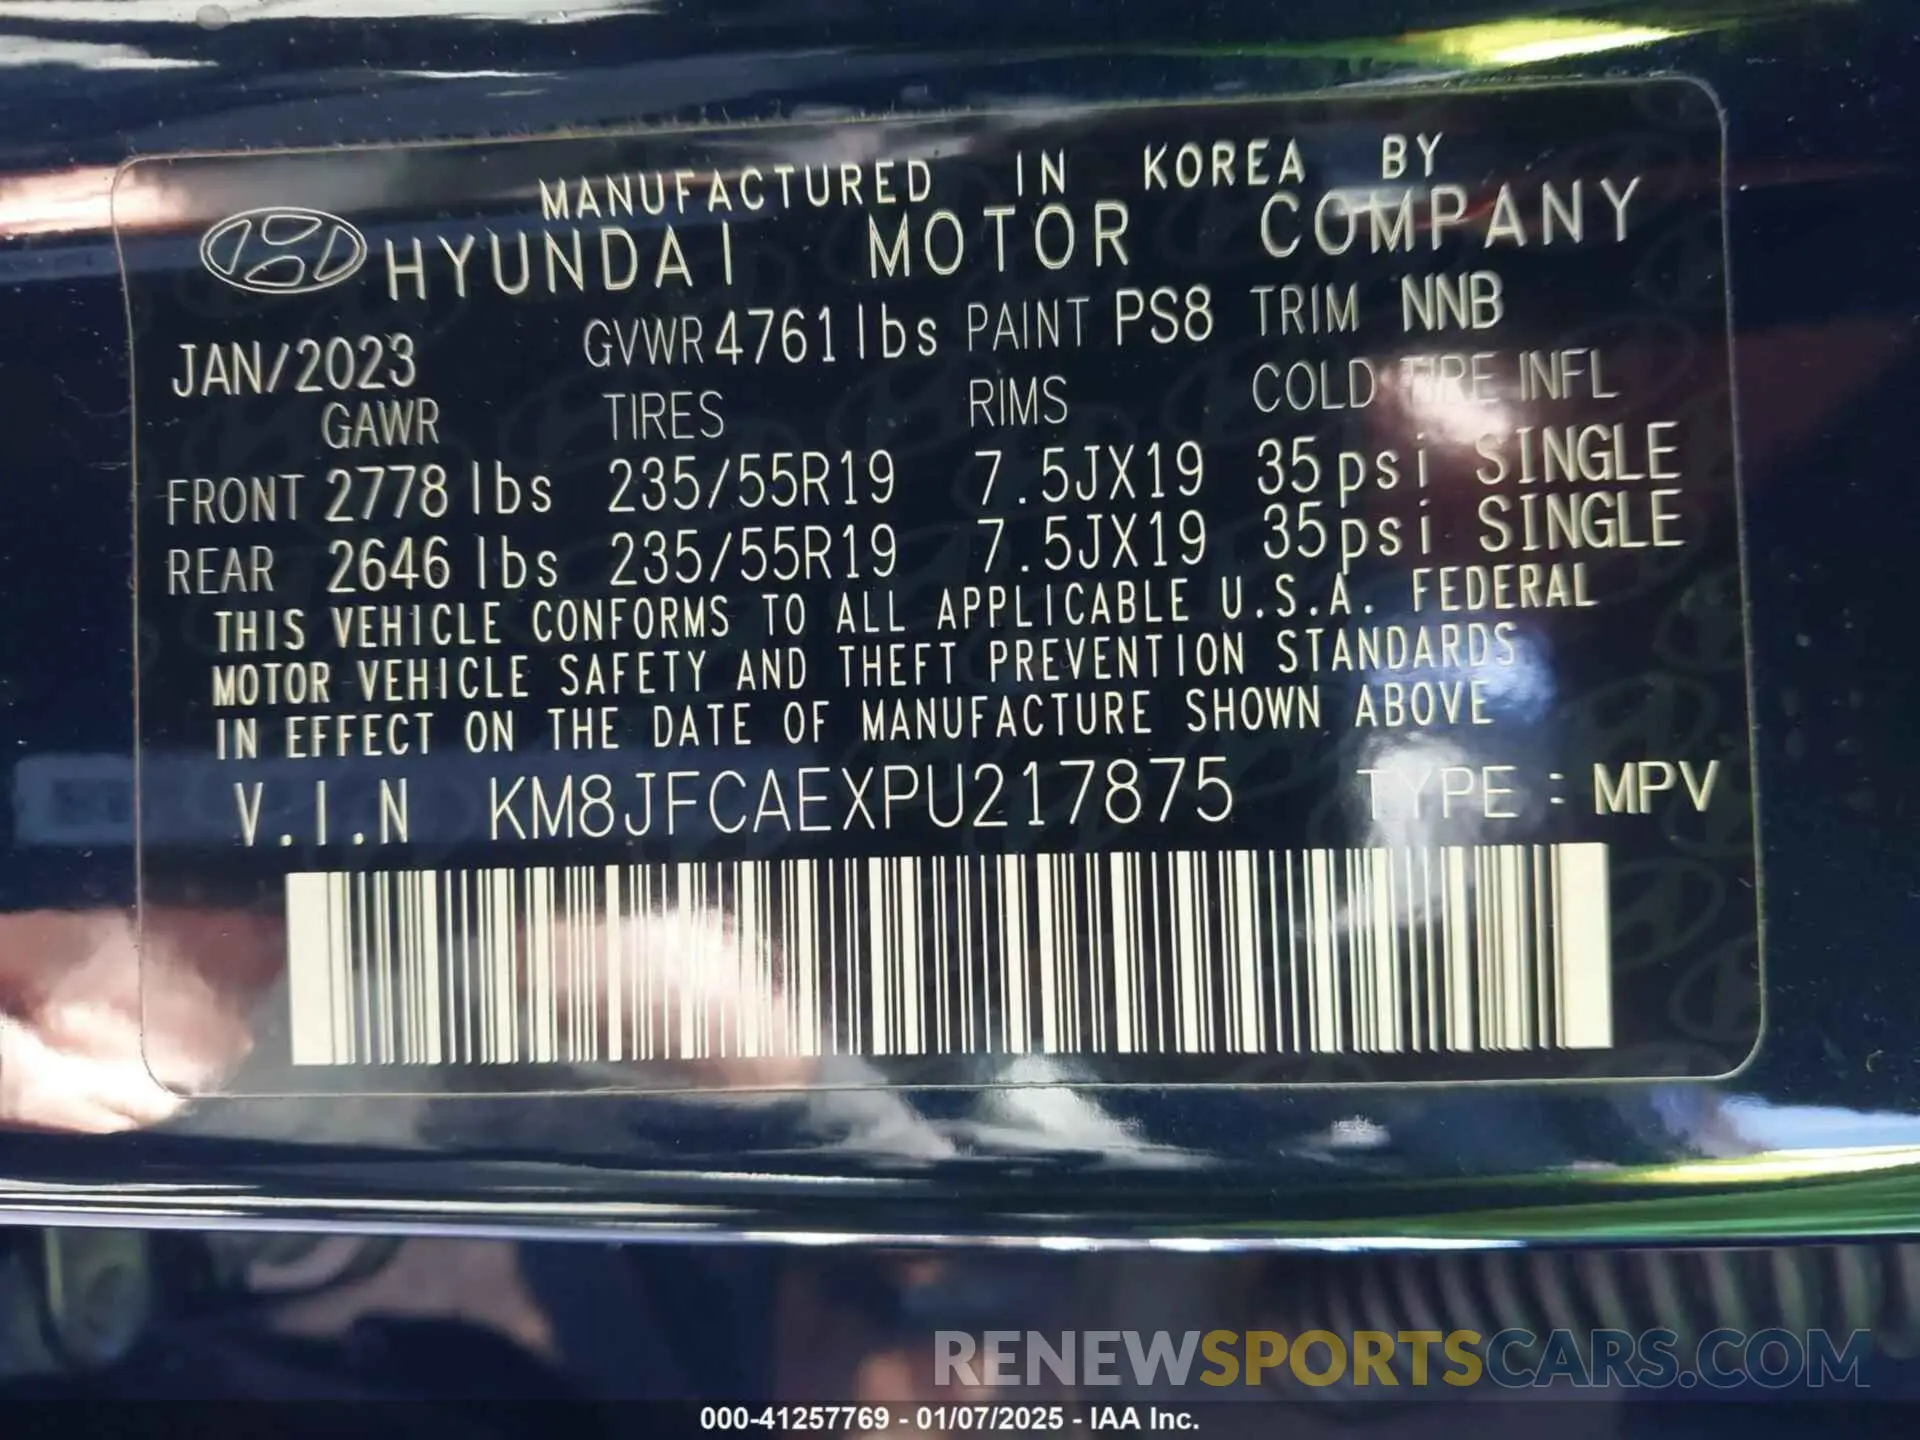 MANUFACTURED IN KOREA BY
HYUNDAI MOTOR COMPANY
JAN/2023 GVWR 4761lbs PAINT PS8 TRIM NNB
GAWR TIRES RIMS COLD TIRE INFL
FRONT 2778 lbs 235/55R19 7.5JX19 35psi SINGLE
REAR 2646 lbs 235/55R19 7.5JX19 35psi SINGLE
THIS VEHICLE CONFORMS TO ALL APPLICABLE U.S.A. FEDERAL
MOTOR VEHICLE SAFETY AND THEFT PREVENTION STANDARDS
IN EFFECT ON THE DATE OF MANUFACTURE SHOWN ABOVE
V.I.N KM8JFCAEXPU217875 TYPE : MPV
RENEWSPORTSCARS.COM
000-41257769 - 01/07/2025 - IAA Inc.